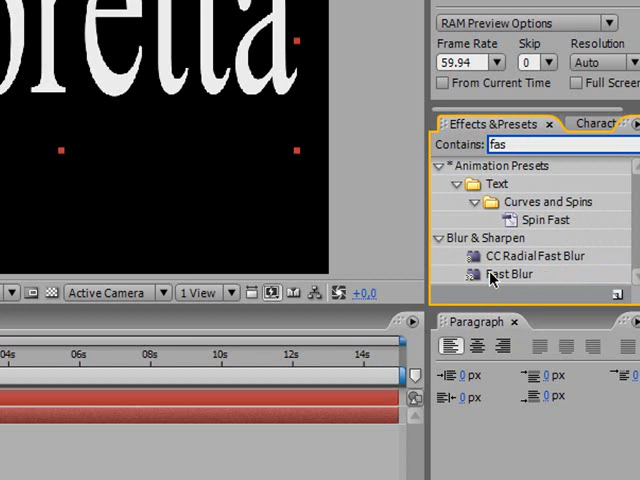 oretta
RAM Preview Options
Frame Rate Skip Resolution
59.94 0 Auto
From Current Time Full Screen
Effects & Presets × Charact
Contains: fas
* Animation Presets
Text
Curves and Spins
Spin Fast
Blur & Sharpen
CC Radial Fast Blur
Fast Blur
Active Camera 1 View +0,0
Paragraph ×
04s 06s 08s 10s 12s 14s
0 px 0 px 0
0 px 0 px